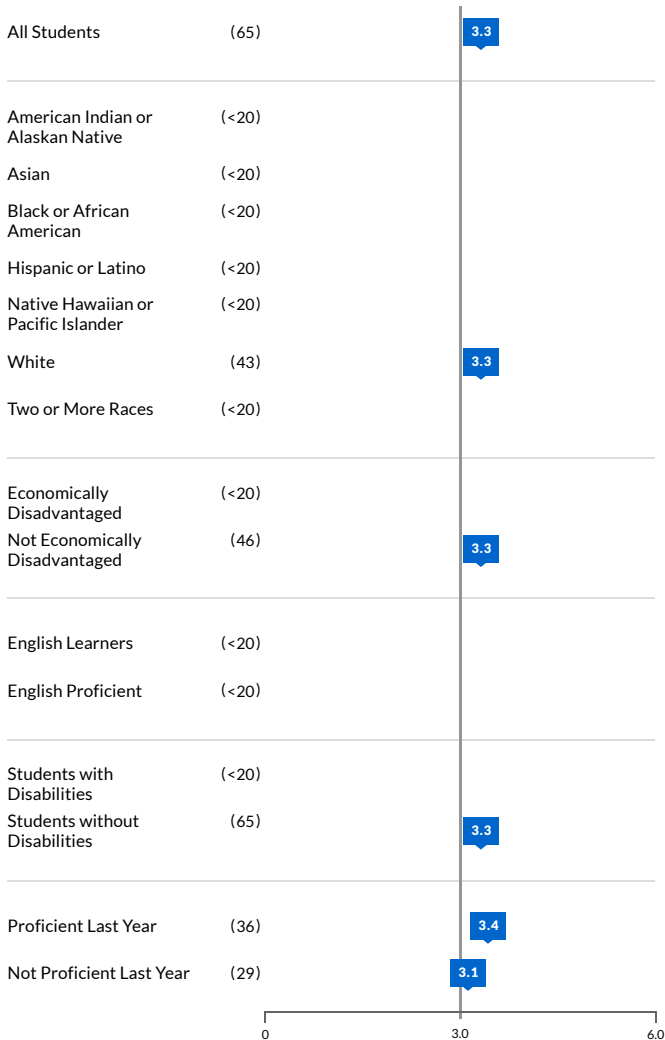 All Students (65) 3.3
American Indian or (<20)
Alaskan Native
Asian (<20)
Black or African (<20)
American
Hispanic or Latino (<20)
Native Hawaiian or (<20)
Pacific Islander
White (43) 3.3
Two or More Races (<20)
Economically (<20)
Disadvantaged
Not Economically (46) 3.3
Disadvantaged
English Learners (<20)
English Proficient (<20)
Students with (<20)
Disabilities
Students without (65) 3.3
Disabilities
Proficient Last Year (36) 3.4
Not Proficient Last Year (29) 3.1
0 3.0 6.0